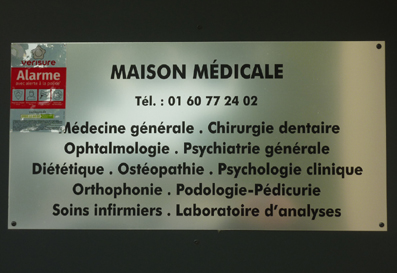 verisure
Alarme
MAISON MÉDICALE
Tél. : 01 60 77 24 02
Médecine générale . Chirurgie dentaire
Ophtalmologie . Psychiatrie générale
Diététique . Ostéopathie . Psychologie clinique
Orthophonie . Podologie-Pédicurie
Soins infirmiers . Laboratoire d'analyses